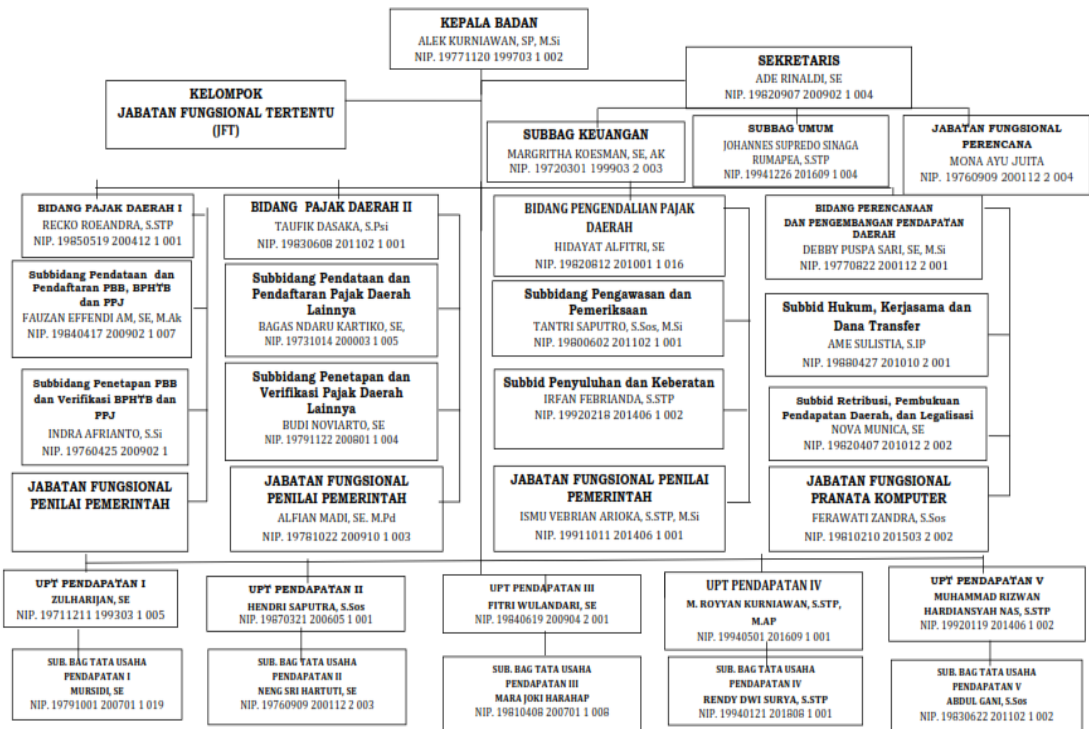 KEPALA BADAN
ALEK KURNIAWAN, SP, M.Si
NIP. 19771120 199703 1 002
SEKRETARIS
ADE RINALDI, SE
NIP. 19820907 200902 1 004
KELOMPOK
JABATAN FUNGSIONAL TERTENTU
(JFT)
SUBBAG KEUANGAN
MARGRITHA KOESMAN, SE, AK
NIP. 19720301 199903 2 003
SUBBAG UMUM
JOHANNES SUPREDO SINAGA
RUMAPEA, S.STP
NIP. 19941226 201609 1 004
JABATAN FUNGSIONAL
PERENCANA
MONA AYU JUITA
NIP. 19760909 200112 2 004
BIDANG PAJAK DAERAH I
RECKO ROEANDRA, S.STP
NIP. 19850519 200412 1 001
Subbidang Pendataan dan
Pendaftaran PBB, BPHTB
dan PPJ
FAUZAN EFFENDI AM, SE, M.Ak
NIP. 19840417 200902 1 007
Subbidang Penetapan PBB
dan Verifikasi BPHTB dan
PPJ
INDRA AFRIANTO, S.Si
NIP. 19760425 200902 1
JABATAN FUNGSIONAL
PENILAI PEMERINTAH
BIDANG PAJAK DAERAH II
TAUFIK DASAKA, S.Psi
NIP. 19830608 201102 1 001
Subbidang Pendataan dan
Pendaftaran Pajak Daerah
Lainnya
BAGAS NDARU KARTIKO, SE,
NIP. 19731014 200003 1 005
Subbidang Penetapan dan
Verifikasi Pajak Daerah
Lainnya
BUDI NOVIARTO, SE
NIP. 19791122 200801 1 004
JABATAN FUNGSIONAL
PENILAI PEMERINTAH
ALFIAN MADI, SE. M.Pd
NIP. 19781022 200910 1 003
BIDANG PENGENDALIAN PAJAK
DAERAH
HIDAYAT ALFITRI, SE
NIP. 19820812 201001 1 016
Subbidang Pengawasan dan
Pemeriksaan
TANTRI SAPUTRO, S.Sos, M.Si
NIP. 19800602 201102 1 001
Subbid Penyuluhan dan Keberatan
IRFAN FEBRIANDA, S.STP
NIP. 19920218 201406 1 002
JABATAN FUNGSIONAL PENILAI
PEMERINTAH
ISMU VEBRIAN ARIOKA, S.STP, M.Si
NIP. 19911011 201406 1 001
BIDANG PERENCANAAN
DAN PENGEMBANGAN PENDAPATAN
DAERAH
DEBBY PUSPA SARI, SE, M.Si
NIP. 19770822 200112 2 001
Subbid Hukum, Kerjasama dan
Dana Transfer
AME SULISTIA, S.IP
NIP. 19880427 201010 2 001
Subbid Retribusi, Pembukuan
Pendapatan Daerah, dan Legalisasi
NOVA MUNICA, SE
NIP. 19820407 201012 2 002
JABATAN FUNGSIONAL
PRANATA KOMPUTER
FERAWATI ZANDRA, S.Sos
NIP. 19810210 201503 2 002
UPT PENDAPATAN I
ZULHARIJAN, SE
NIP. 19711211 199303 1 005
UPT PENDAPATAN II
HENDRI SAPUTRA, S.Sos
NIP. 19870321 200605 1 001
UPT PENDAPATAN III
FITRI WULANDARI, SE
NIP. 19840619 200904 2 001
UPT PENDAPATAN IV
M. ROYYAN KURNIAWAN, S.STP,
M.AP
NIP. 19940501 201609 1 001
UPT PENDAPATAN V
MUHAMMAD RIZWAN
HARDIANSYAH NAS, S.STP
NIP. 19920119 201406 1 002
SUB. BAG TATA USAHA
PENDAPATAN I
MURSIDI, SE
NIP. 19791001 200701 1 019
SUB. BAG TATA USAHA
PENDAPATAN II
NENG SRI HARTUTI, SE
NIP. 19760909 200112 2 003
SUB. BAG TATA USAHA
PENDAPATAN III
MARA JOKI HARAHAP
NIP. 19810408 200701 1 008
SUB. BAG TATA USAHA
PENDAPATAN IV
RENDY DWI SURYA, S.STP
NIP. 19940121 201808 1 001
SUB. BAG TATA USAHA
PENDAPATAN V
ABDUL GANI, S.Sos
NIP. 19830622 201102 1 002